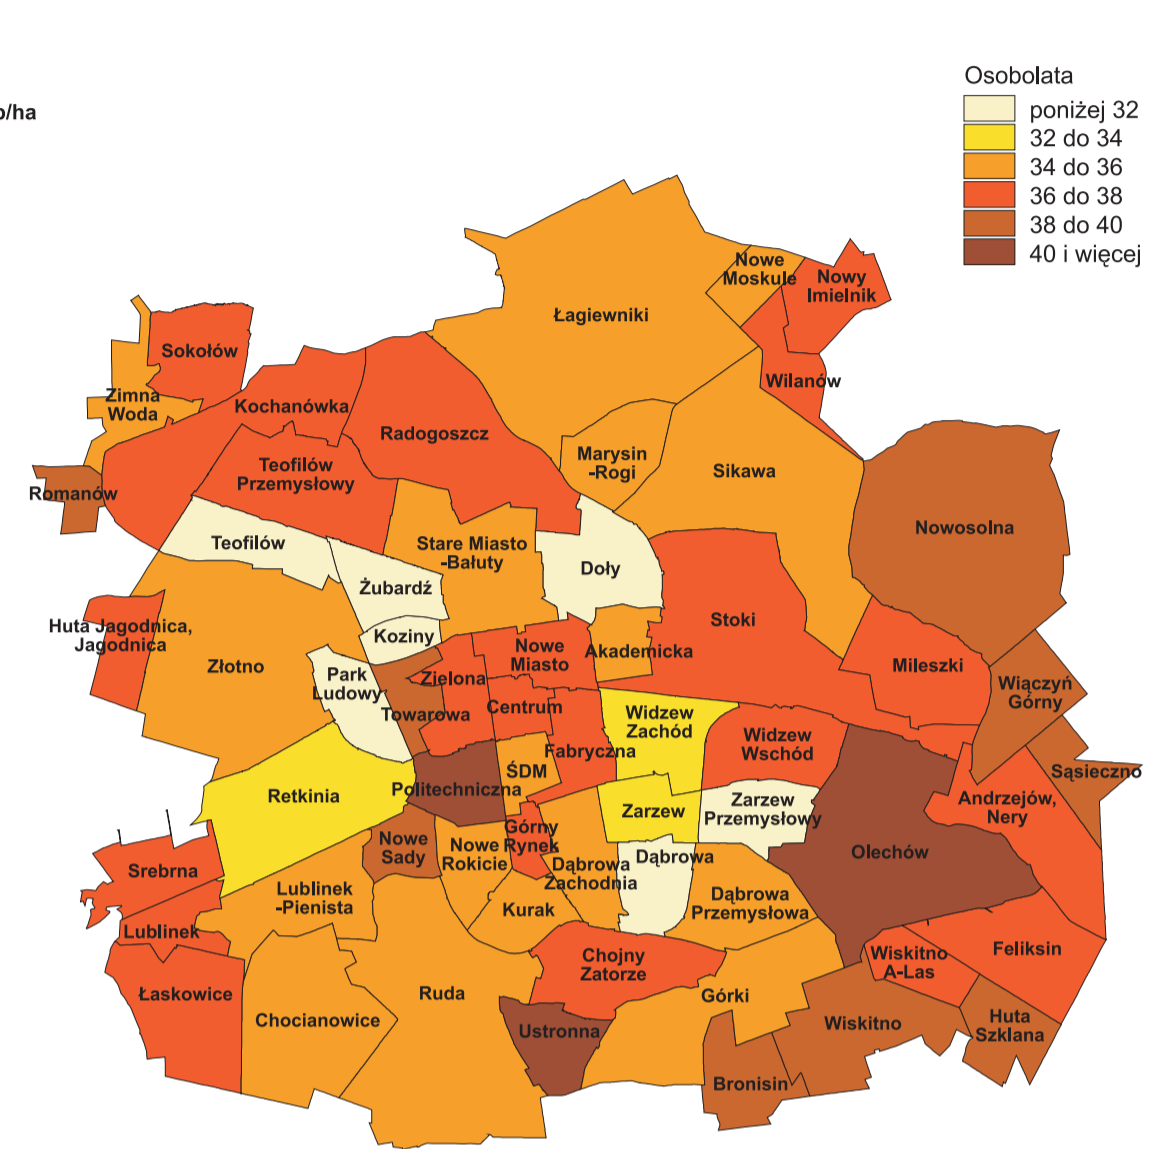 Osobolata
poniżej 32
32 do 34
34 do 36
36 do 38
38 do 40
40 i więcej
/ha
Nowe
Moskule
Nowy
Imielnik
Łagiewniki
Sokołów
Wilanów
Zimna
Woda
Kochanówka
Radogoszcz
Marysin
-Rogi
Sikawa
Teofilów
Przemysłowy
Romanów
Nowosolna
Teofilów
Stare Miasto
-Bałuty
Doły
Żubardź
Stoki
Huta Jagodnica,
Jagodnica
Koziny
Nowe
Miasto
Akademicka
Złotno
Mileszki
Park
Ludowy
Zielona
Wiączyń
Górny
Towarowa
Centrum
Widzew
Zachód
Widzew
Wschód
Fabryczna
ŚDM
Sąsieczno
Politechniczna
Retkinia
Zarzew
Zarzew
Przemysłowy
Andrzejów,
Nery
Górny
Rynek
Nowe
Sady
Nowe
Rokicie
Dąbrowa
Olechów
Srebrna
Dąbrowa
Zachodnia
Lublinek
-Pienista
Dąbrowa
Przemysłowa
Kurak
Lublinek
Chojny
Zatorze
Wiskitno
A-Las
Feliksin
Łaskowice
Ruda
Górki
Chocianowice
Ustronna
Wiskitno
Huta
Szklana
Bronisin